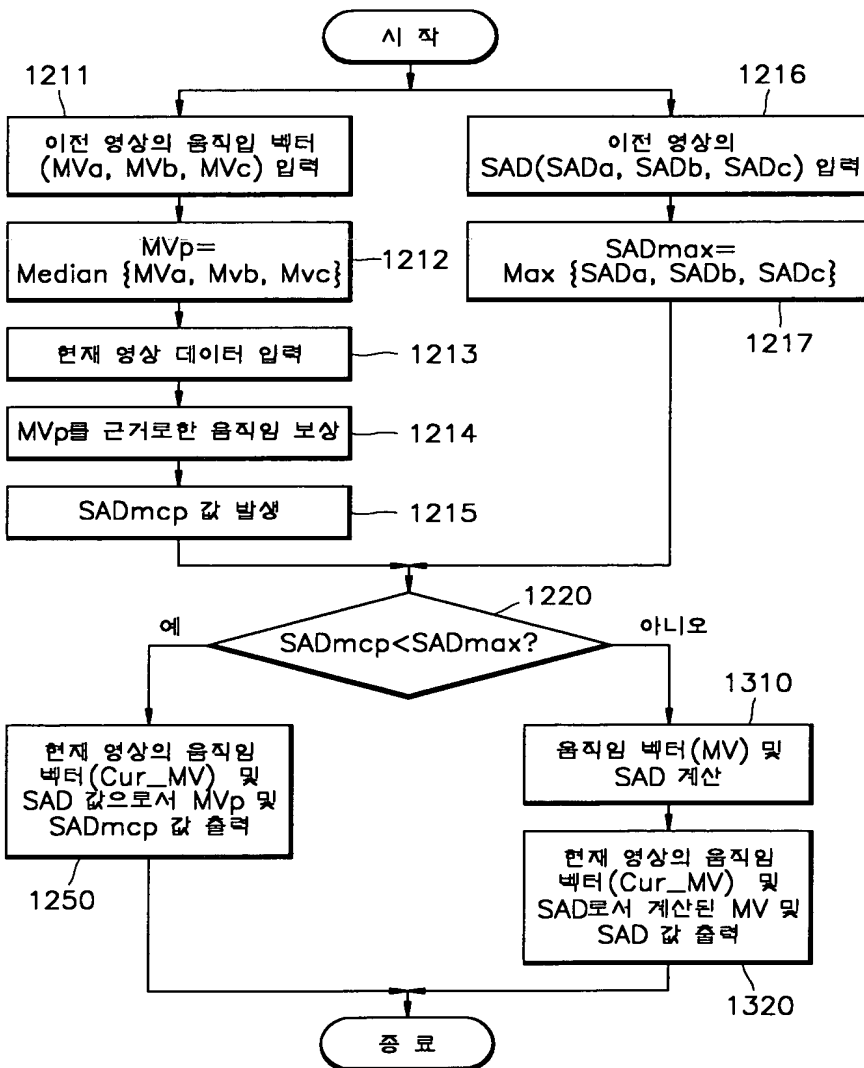 시 작
1211
이전 영상의 움직임 벡터
(MVa, MVb, MVc) 입력
1216
이전 영상의
SAD(SADa, SADb, SADc) 입력
MVp=
Median {MVa, Mvb, Mvc}
1212
SADmax=
Max {SADa, SADb, SADc}
1217
현재 영상 데이터 입력
1213
MVp를 근거로한 움직임 보상
1214
SADmcp 값 발생
1215
1220
예
SADmcp<SADmax?
아니오
현재 영상의 움직임
벡터(Cur_MV) 및
SAD 값으로서 MVp 및
SADmcp 값 출력
1250
1310
움직임 벡터(MV) 및
SAD 계산
현재 영상의 움직임
벡터(Cur_MV) 및
SAD로서 계산된 MV 및
SAD 값 출력
1320
종 료